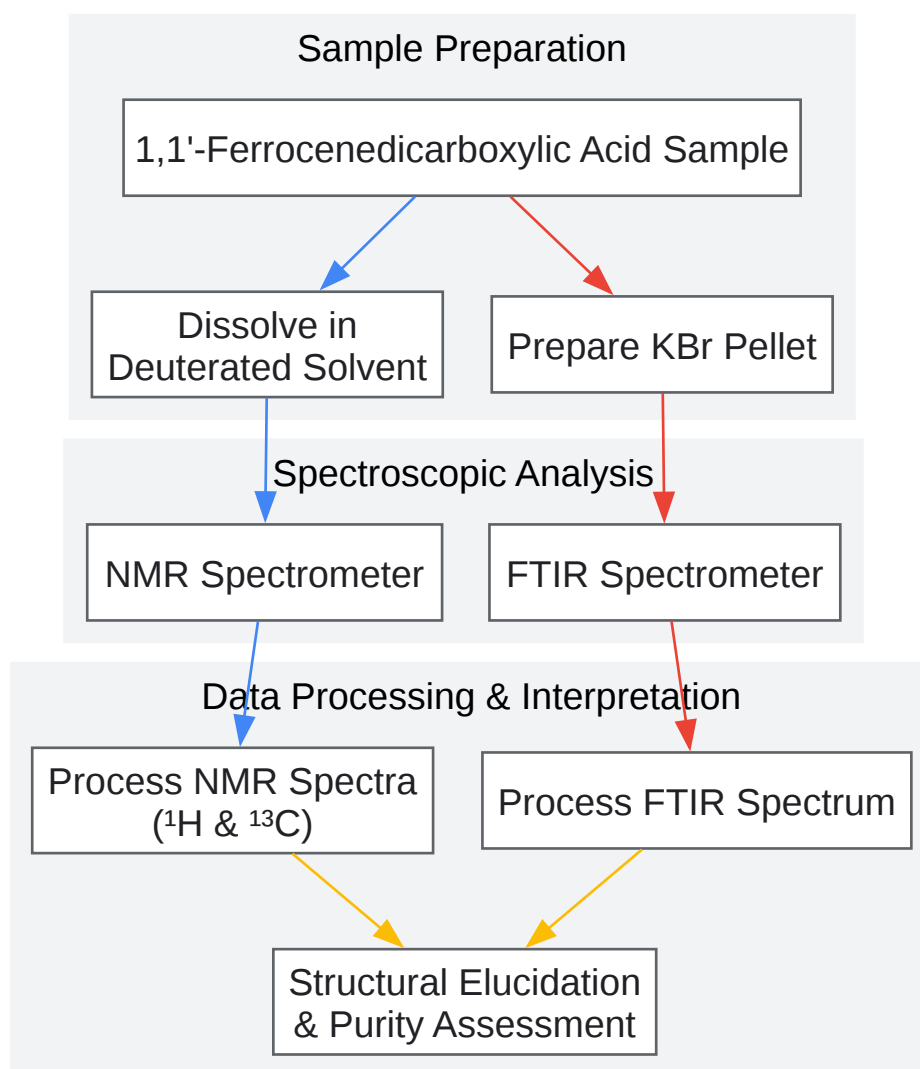 Sample Preparation
1,1'-Ferrocenedicarboxylic Acid Sample
Dissolve in
Deuterated Solvent
Prepare KBr Pellet
Spectroscopic Analysis
NMR Spectrometer
FTIR Spectrometer
Data Processing & Interpretation
Process NMR Spectra
(¹H & ¹³C)
Process FTIR Spectrum
Structural Elucidation
& Purity Assessment